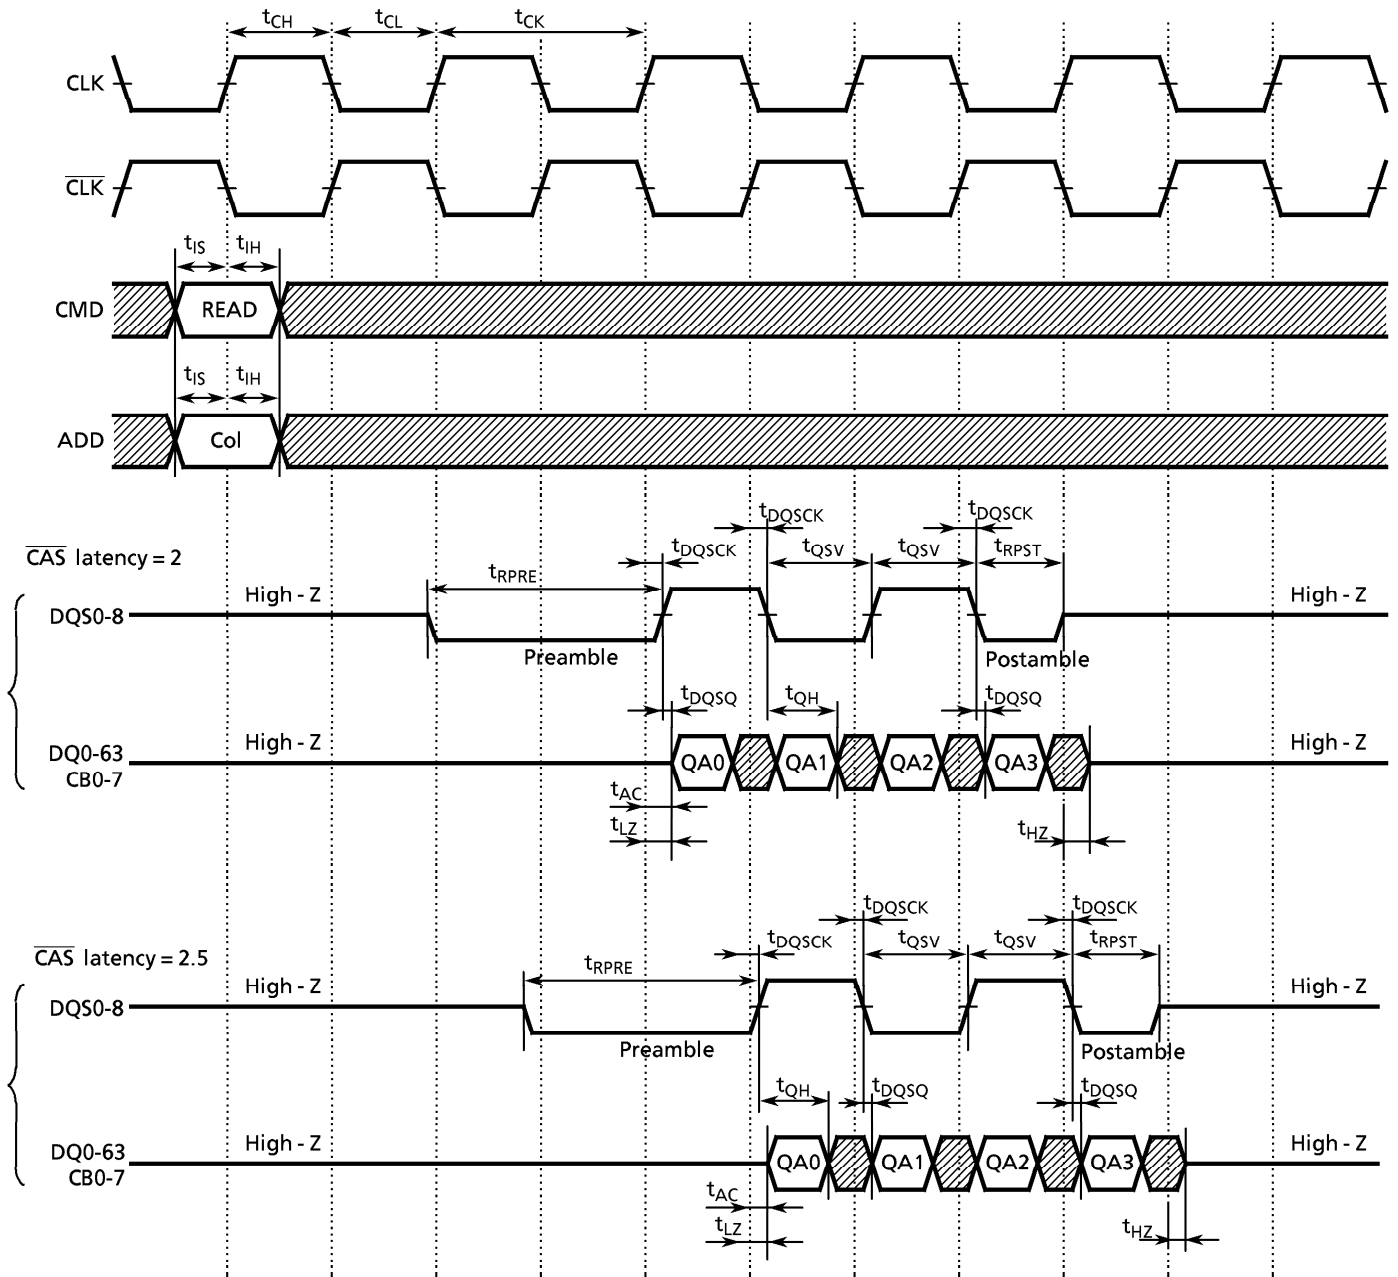 tCH tCL tCK
CLK
CLK
tIS tIH
CMD READ
tIS tIH
ADD Col
tDQSCK tDQSCK
CAS latency = 2
tDQSCK tQSV tQSV tRPST
tRPRE
High - Z High - Z
DQS0-8
Preamble Postamble
tDQSQ tQH tDQSQ
High - Z High - Z
DQ0-63 QA0 QA1 QA2 QA3
CB0-7
tAC
tLZ tHZ
tDQSCK tDQSCK
CAS latency = 2.5
tDQSCK tQSV tQSV tRPST
tRPRE
High - Z High - Z
DQS0-8
Preamble Postamble
tQH tDQSQ tDQSQ
High - Z High - Z
DQ0-63 QA0 QA1 QA2 QA3
CB0-7
tAC
tLZ tHZ